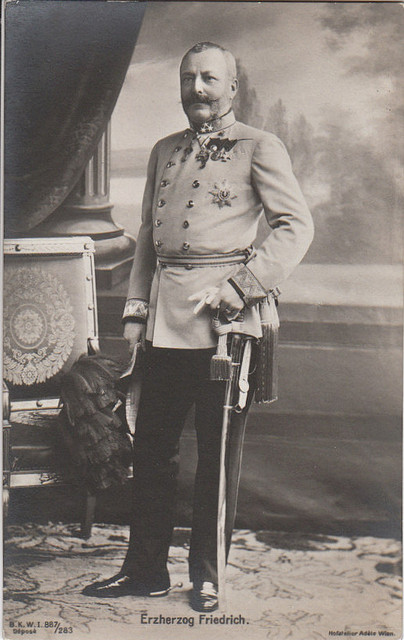 Erzherzog Friedrich.
B.K.W.I. 887/283
Déposé
Hofatelier Adèle Wien.